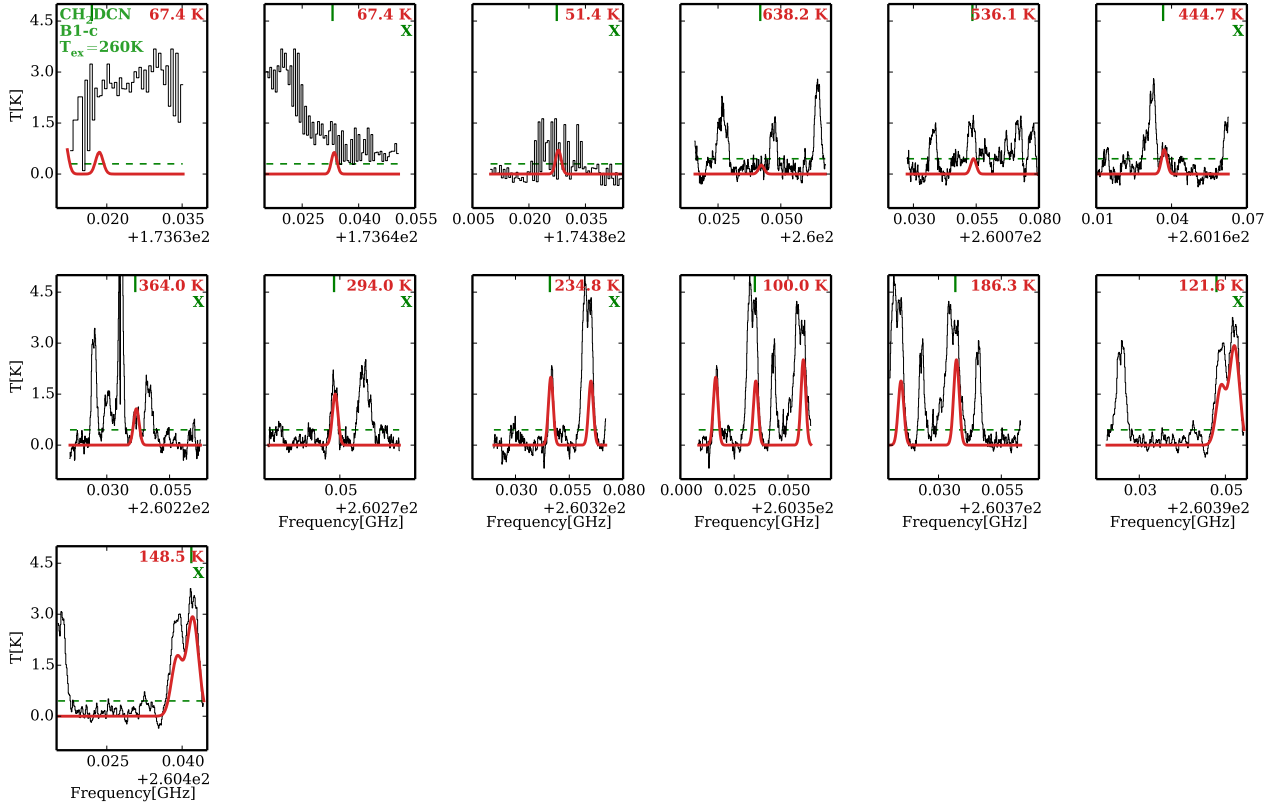 CH2DCN 67.4 K
B1-c
Tex=260K
67.4 K
X
51.4 K
X
638.2 K
536.1 K
444.7 K
X
T[K]
4.5
3.0
1.5
0.0
0.020 0.035
+1.7363e2
0.025 0.040 0.055
+1.7364e2
0.005 0.020 0.035
+1.7438e2
0.025 0.050
+2.6e2
0.030 0.055 0.080
+2.6007e2
0.01 0.04 0.07
+2.6016e2
364.0 K
X
294.0 K
X
234.8 K
100.0 K
186.3 K
121.6 K
X
T[K]
4.5
3.0
1.5
0.0
0.030 0.055
+2.6022e2
0.05
+2.6027e2
Frequency[GHz]
0.030 0.055 0.080
+2.6032e2
Frequency[GHz]
0.000 0.025 0.050
+2.6035e2
Frequency[GHz]
0.030 0.055
+2.6037e2
Frequency[GHz]
0.03 0.05
+2.6039e2
Frequency[GHz]
148.5 K
X
T[K]
4.5
3.0
1.5
0.0
0.025 0.040
+2.604e2
Frequency[GHz]